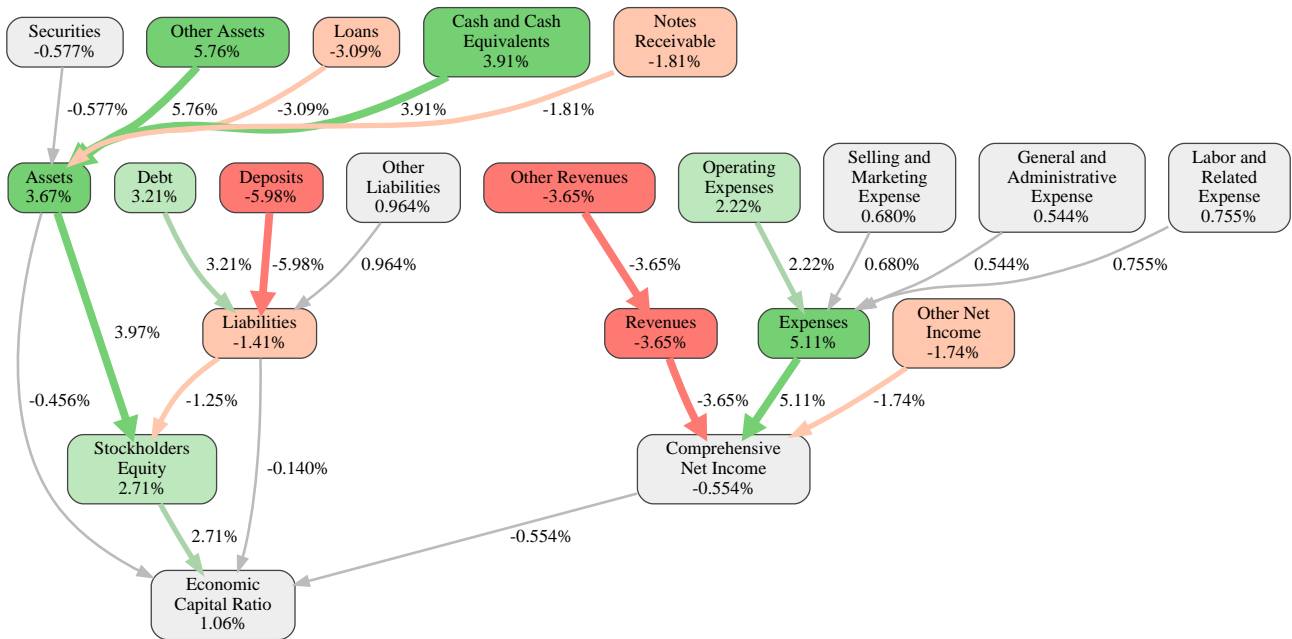 Securities
-0.577%
Other Assets
5.76%
Loans
-3.09%
Cash and Cash
Equivalents
3.91%
Notes
Receivable
-1.81%
-0.577%
5.76%
-3.09%
3.91%
-1.81%
Assets
3.67%
Debt
3.21%
Deposits
-5.98%
Other
Liabilities
0.964%
Other Revenues
-3.65%
Operating
Expenses
2.22%
Selling and
Marketing
Expense
0.680%
General and
Administrative
Expense
0.544%
Labor and
Related
Expense
0.755%
3.21%
-5.98%
0.964%
-3.65%
2.22%
0.680%
0.544%
0.755%
Liabilities
-1.41%
Revenues
-3.65%
Expenses
5.11%
Other Net
Income
-1.74%
3.97%
-0.456%
-1.25%
-3.65%
5.11%
-1.74%
Stockholders
Equity
2.71%
-0.140%
Comprehensive
Net Income
-0.554%
2.71%
-0.554%
Economic
Capital Ratio
1.06%